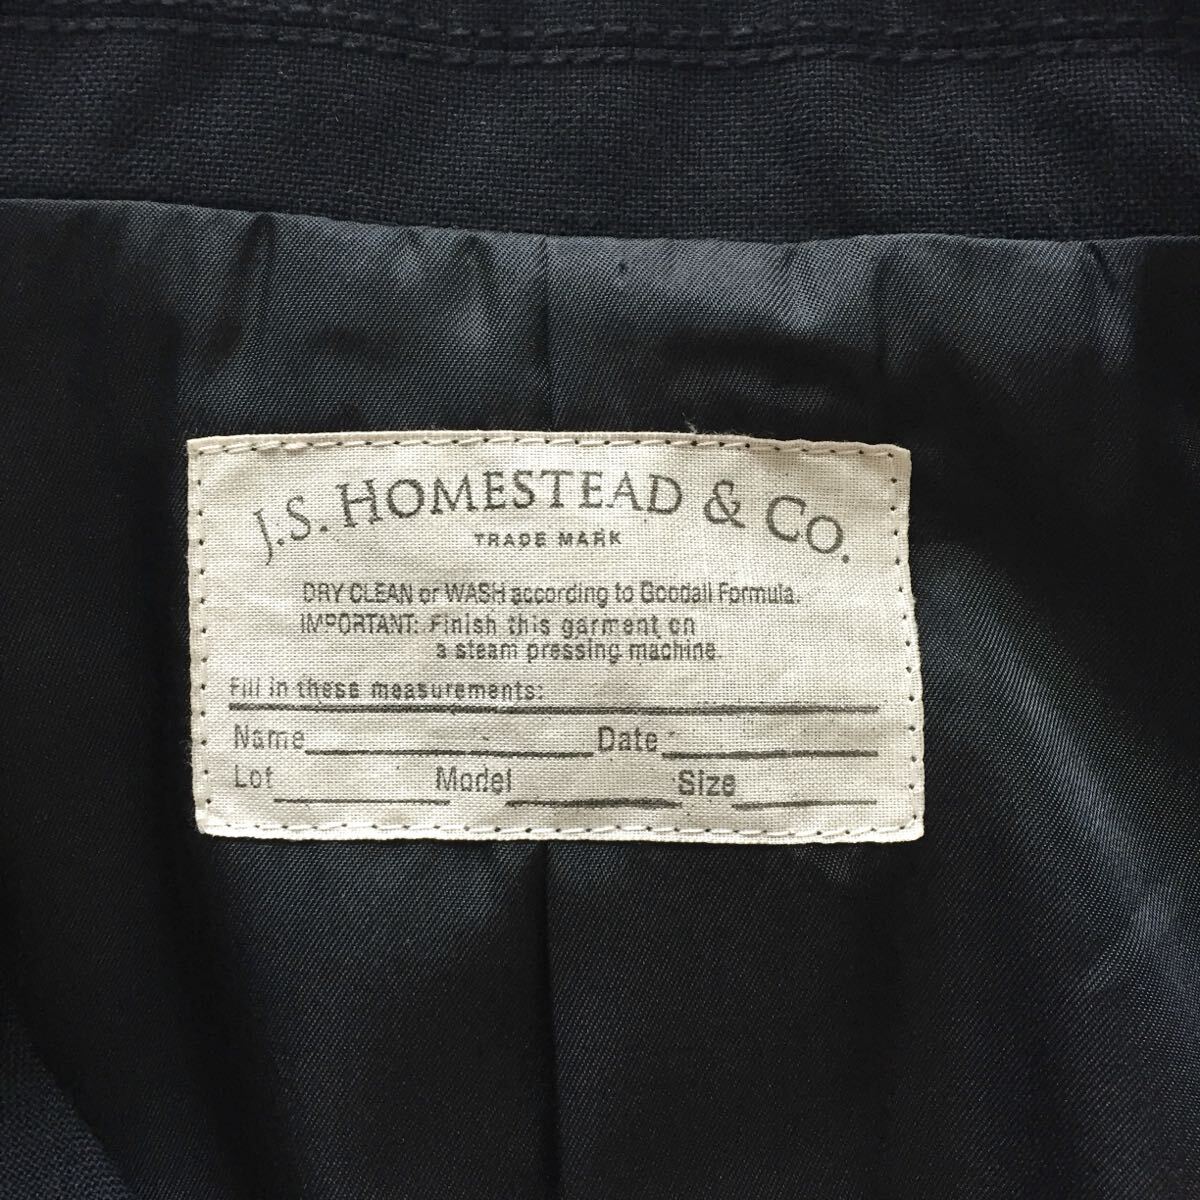 J.S. HOMESTEAD & CO.
TRADE MARK
DRY CLEAN or WASH according to Goodall Formula.
IMPORTANT: Finish this garment on
a steam pressing machine.
Fill in these measurements:
Name Date
Lot Model Size